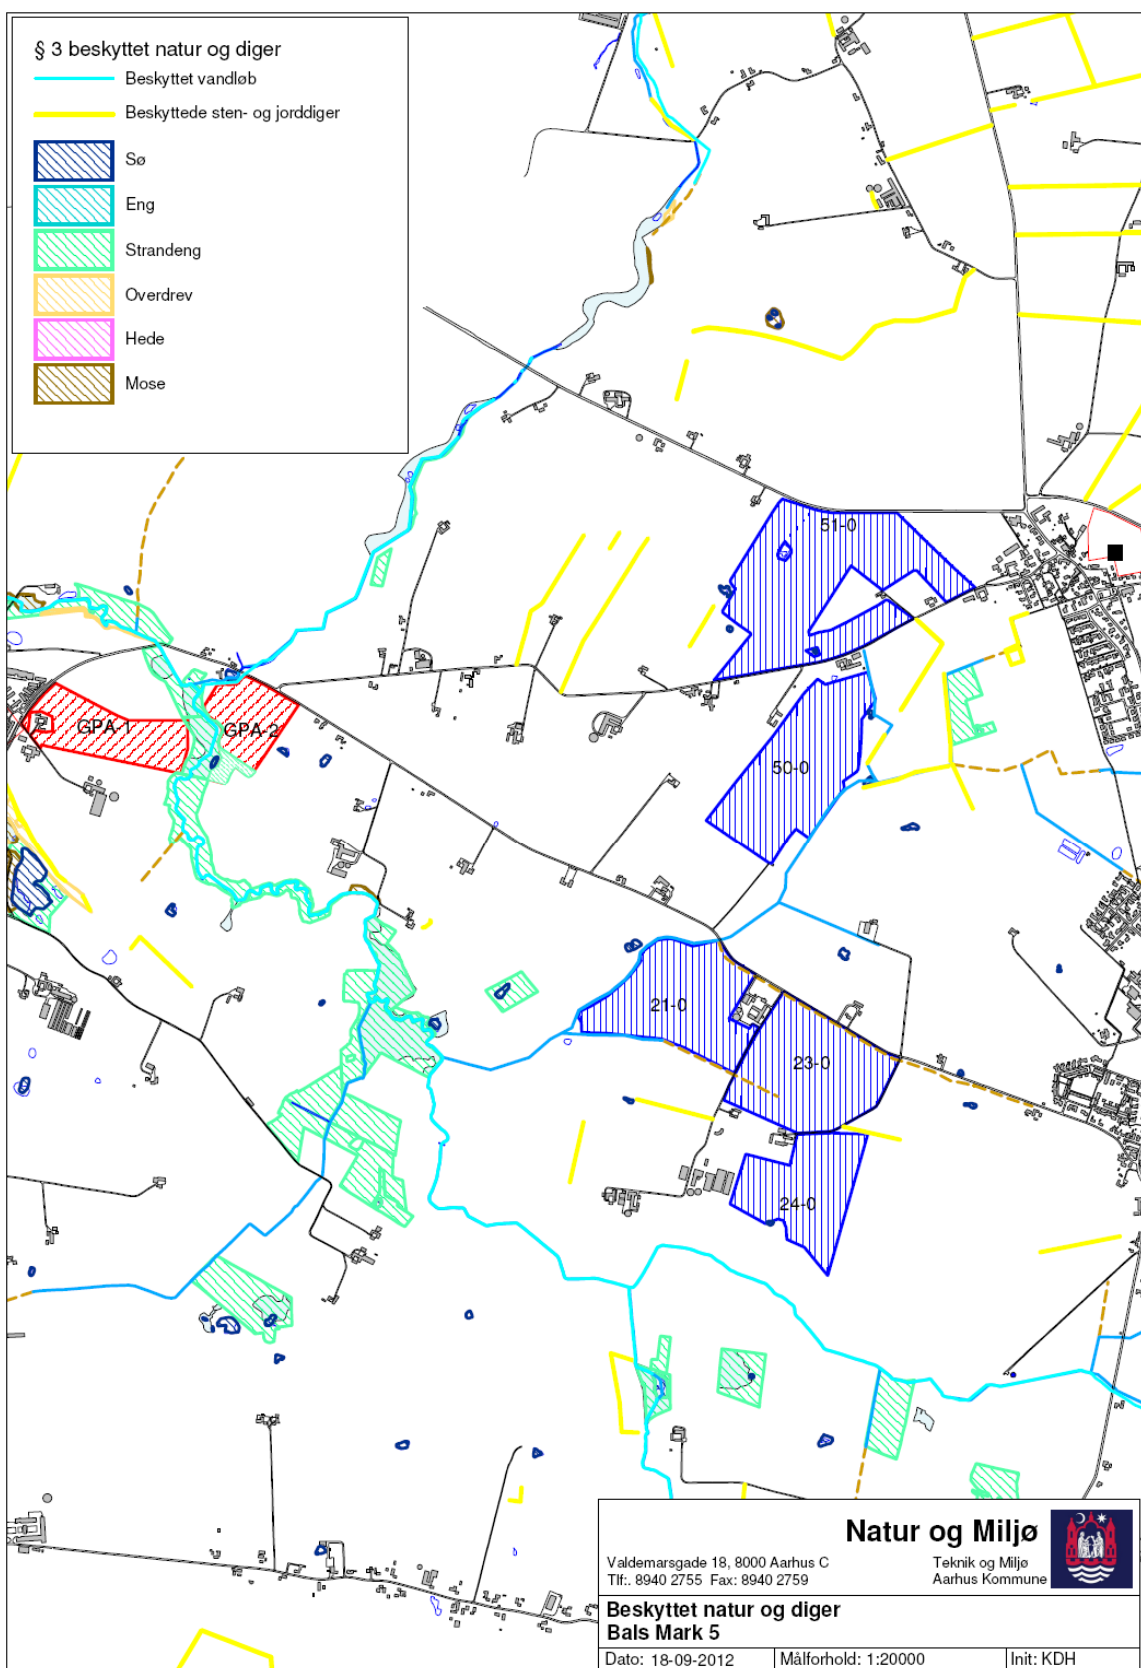 § 3 beskyttet natur og diger
Beskyttet vandløb
Beskyttede sten- og jorddiger
Sø
Eng
Strandeng
Overdrev
Hede
Mose
51-0
GPA-1
GPA-2
50-0
21-0
23-0
24-0
Natur og Miljø
Valdemarsgade 18, 8000 Aarhus C
Tlf:. 8940 2755 Fax: 8940 2759
Teknik og Miljø
Aarhus Kommune
Beskyttet natur og diger
Bals Mark 5
Dato: 18-09-2012
Målforhold: 1:20000
Init: KDH